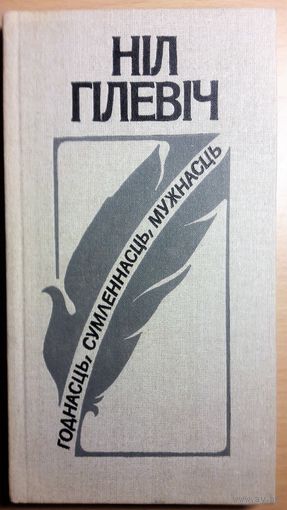 НІЛ
ГІЛЕВІЧ
ГОДНАСЦЬ, СУМЛЕННАСЦЬ, МУЖНАСЦЬ